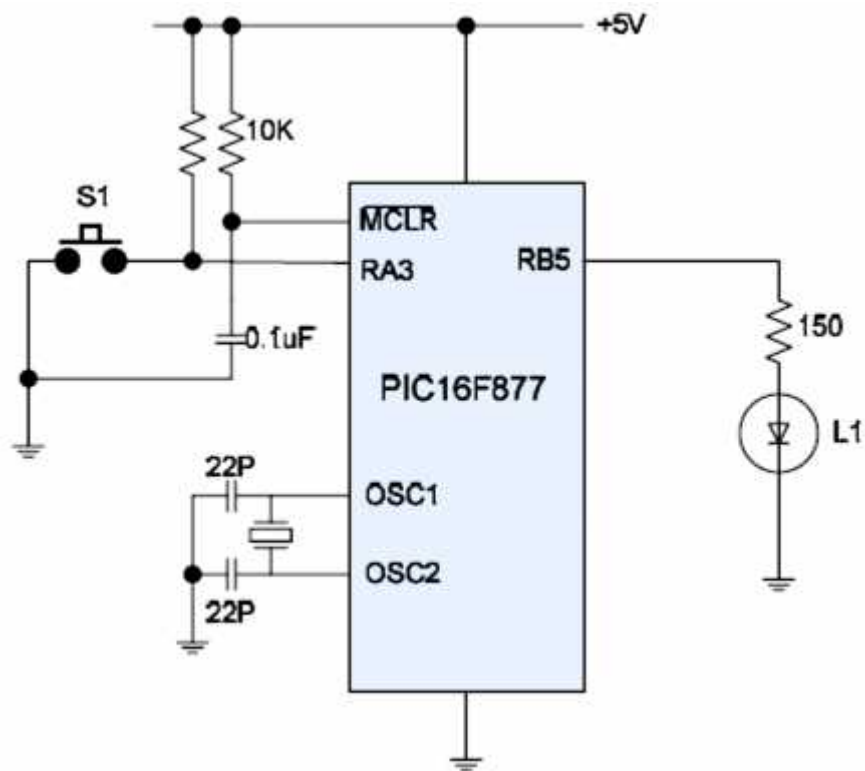 +5V
10K
S1
MCLR
RA3
RB5
0.1uF
150
PIC16F877
L1
22P
OSC1
OSC2
22P